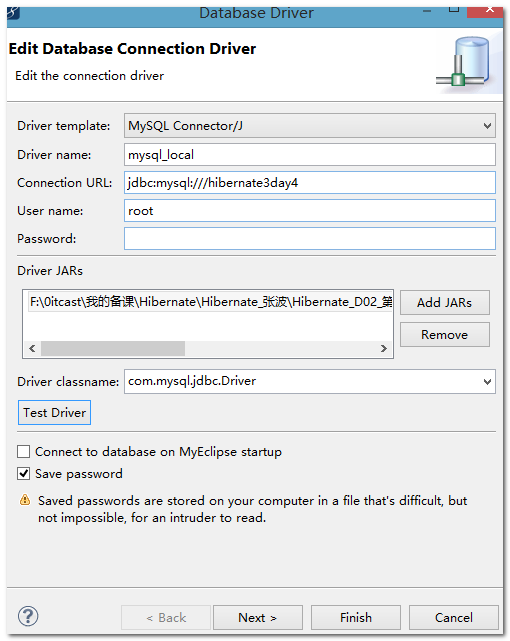 Database Driver
Edit Database Connection Driver
Edit the connection driver
Driver template: MySQL Connector/J
Driver name: mysql_local
Connection URL: jdbc:mysql:///hibernate3day4
User name: root
Password:
Driver JARs
F:\0itcast\我的备课\Hibernate\Hibernate_张波\Hibernate_D02_第
Add JARs
Remove
Driver classname: com.mysql.jdbc.Driver
Test Driver
Connect to database on MyEclipse startup
Save password
Saved passwords are stored on your computer in a file that's difficult, but
not impossible, for an intruder to read.
? < Back Next > Finish Cancel